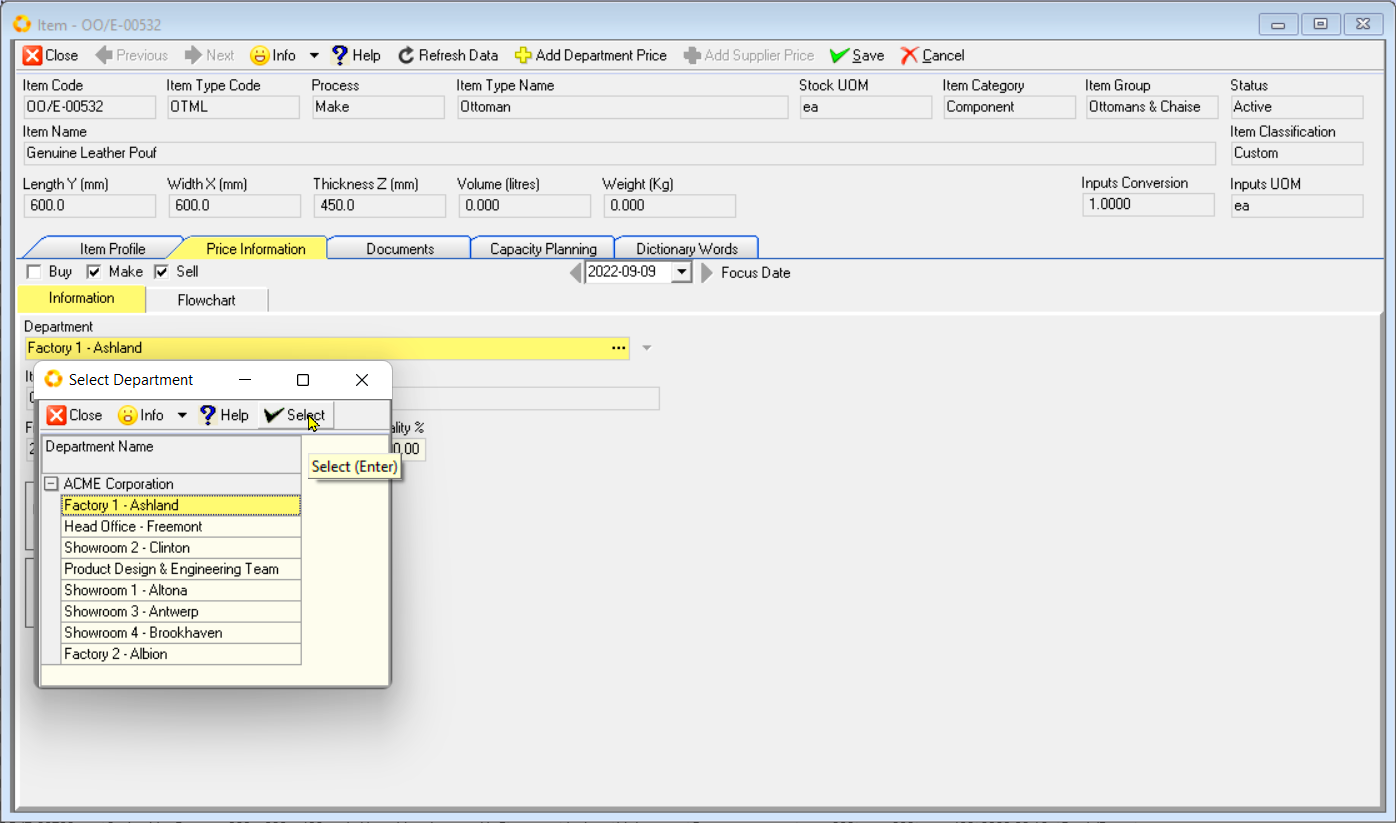 Item - OO/E-00532
Close Previous Next Info Help Refresh Data Add Department Price Add Supplier Price Save Cancel
Item Code Item Type Code Process Item Type Name Stock UOM Item Category Item Group Status
OO/E-00532 OTML Make Ottoman ea Component Ottomans & Chaise Active
Item Name Item Classification
Genuine Leather Pouf Custom
Length Y (mm) Width X (mm) Thickness Z (mm) Volume (litres) Weight (Kg) Inputs Conversion Inputs UOM
600.0 600.0 450.0 0.000 0.000 1.0000 ea
Item Profile Price Information Documents Capacity Planning Dictionary Words
Buy Make Sell 2022-09-09 Focus Date
Information Flowchart
Department
Factory 1 - Ashland ...
Select Department
Close Info Help Select
Select (Enter)
Department Name
ACME Corporation
Factory 1 - Ashland
Head Office - Freemont
Showroom 2 - Clinton
Product Design & Engineering Team
Showroom 1 - Altona
Showroom 3 - Antwerp
Showroom 4 - Brookhaven
Factory 2 - Albion